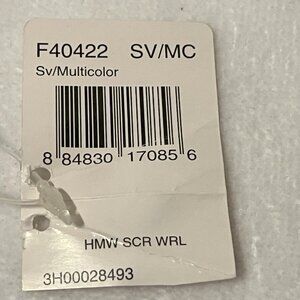 F40422 SV/MC
Sv/Multicolor
8 84830 17085 6
HMW SCR WRL
3H00028493